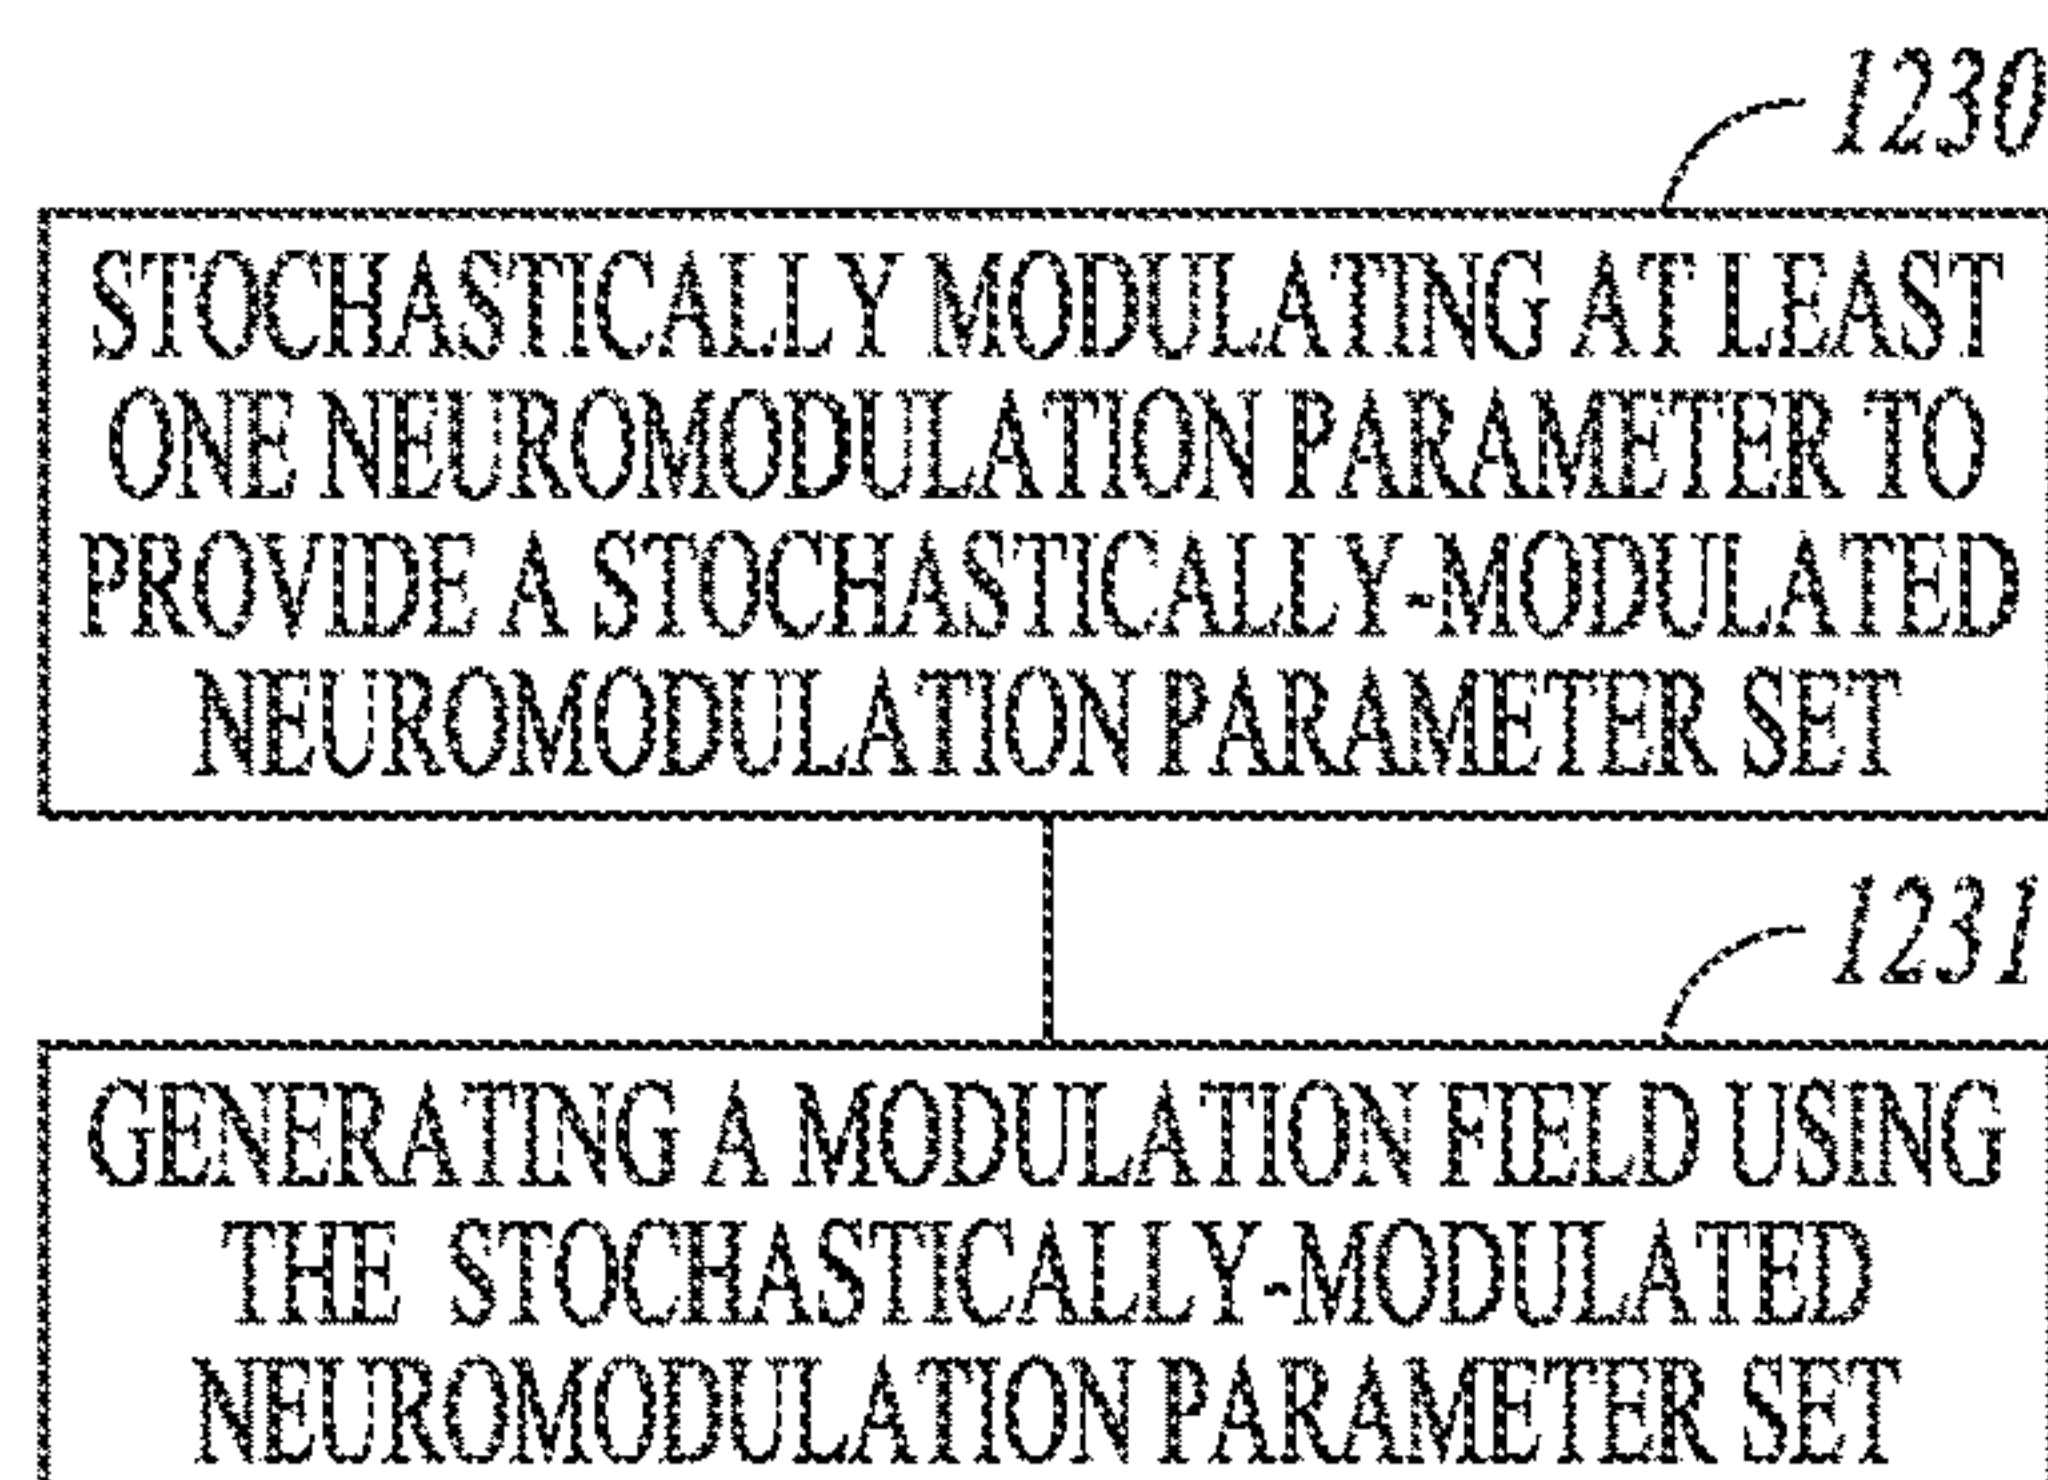 1230
STOCHASTICALLY MODULATING AT LEAST
ONE NEUROMODULATION PARAMETER TO
PROVIDE A STOCHASTICALLY-MODULATED
NEUROMODULATION PARAMETER SET
1231
GENERATING A MODULATION FIELD USING
THE STOCHASTICALLY-MODULATED
NEUROMODULATION PARAMETER SET